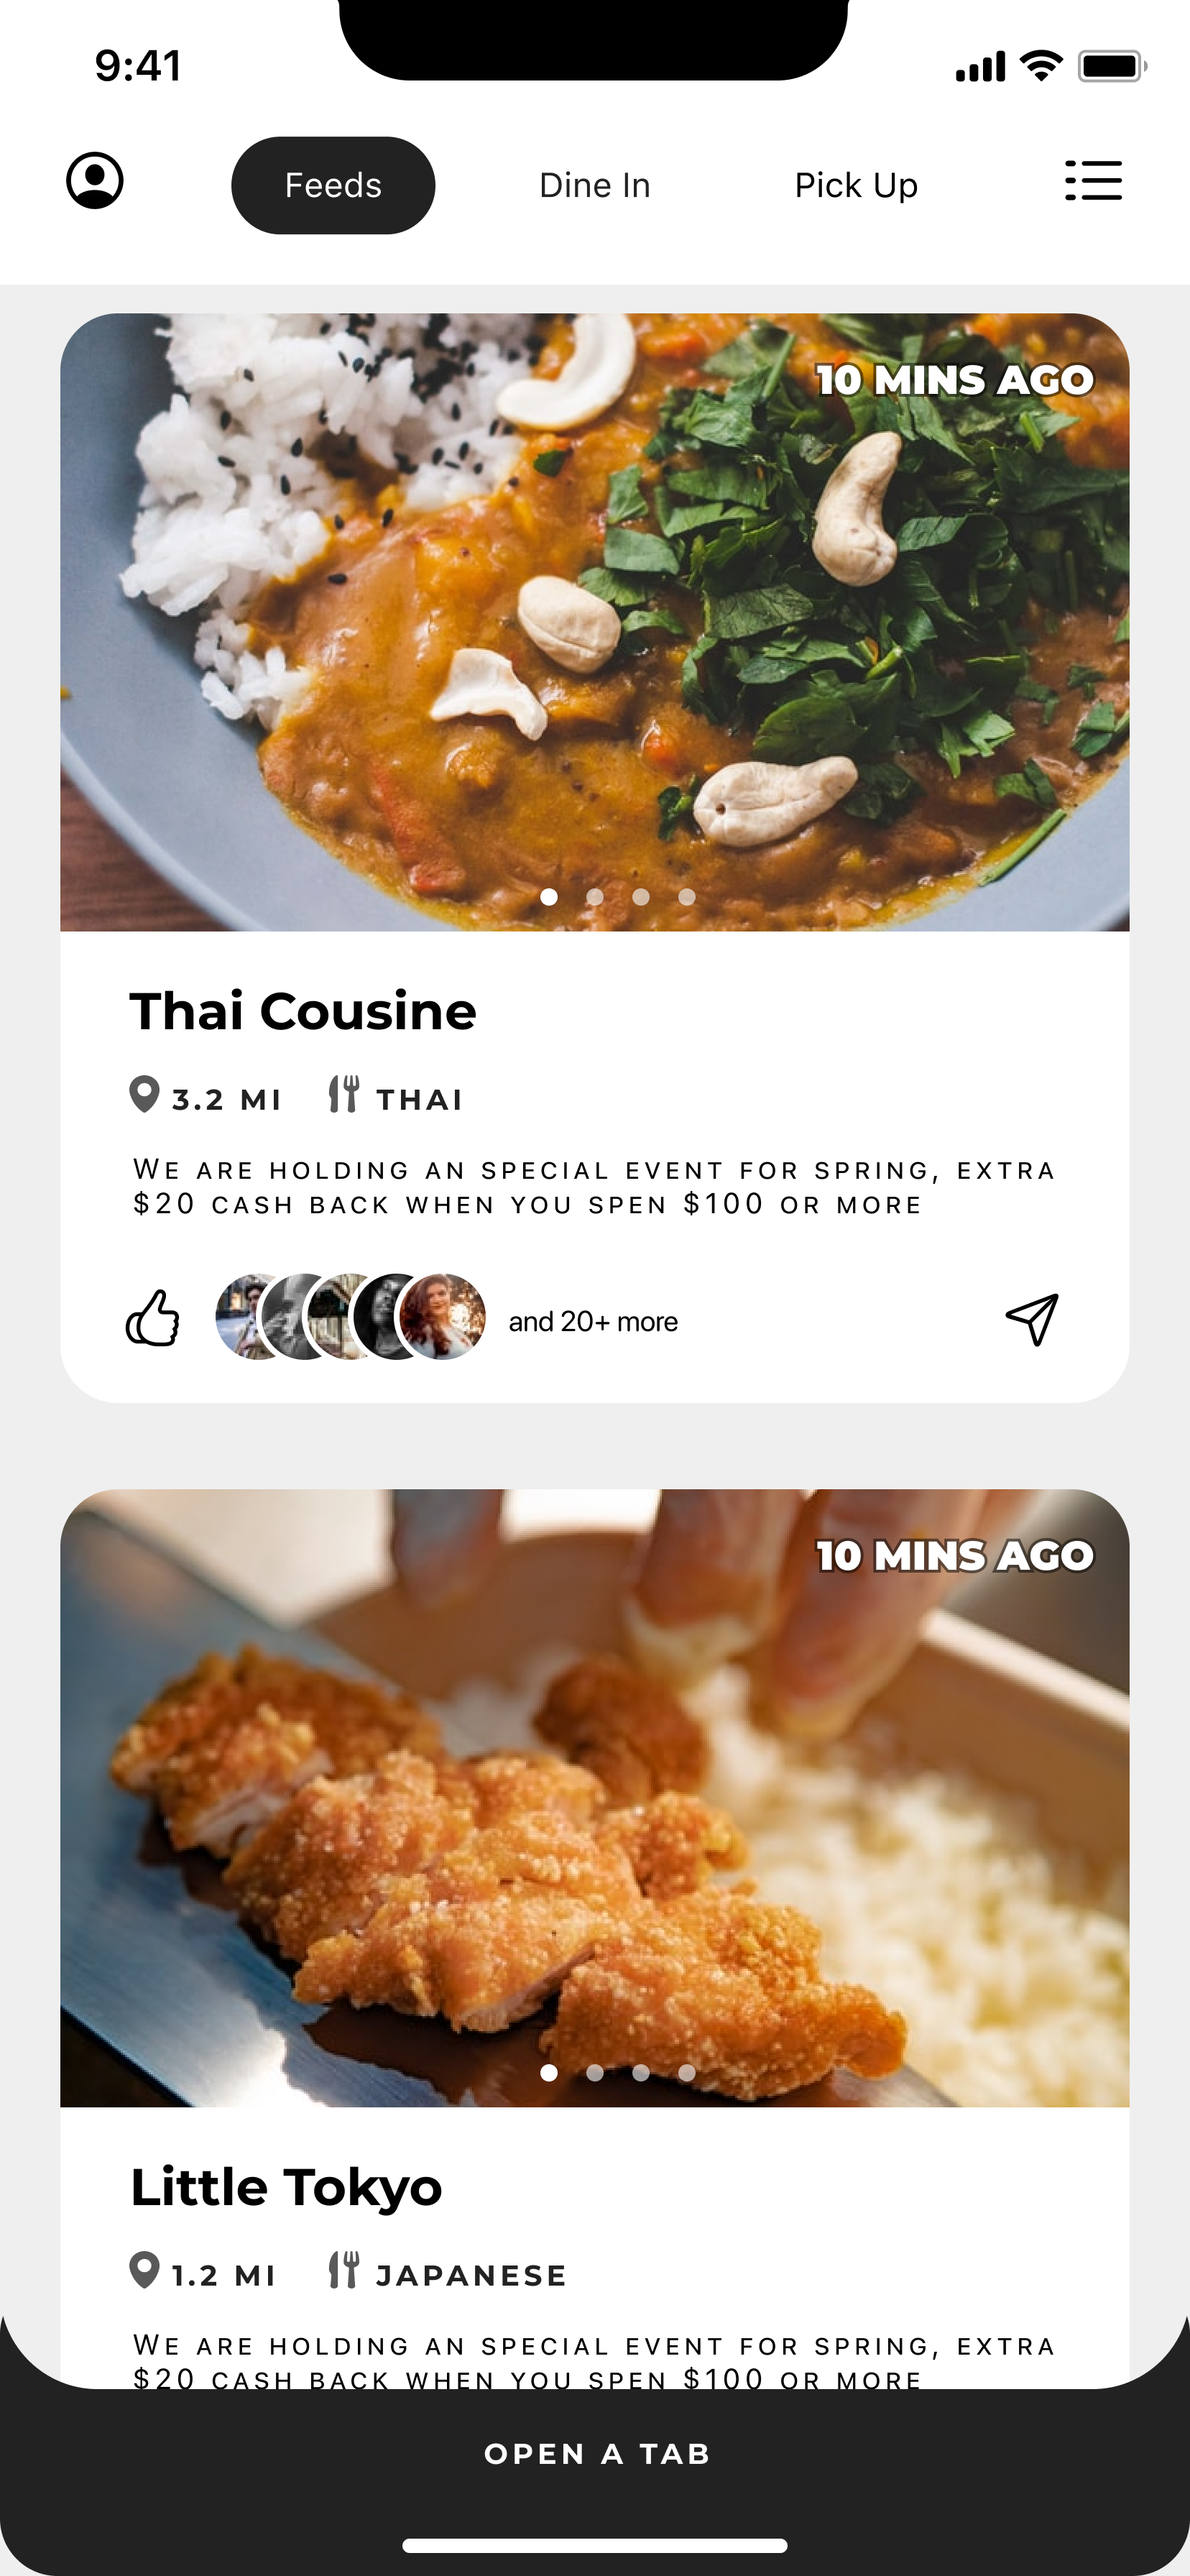 9:41
Feeds
Dine In
Pick Up
10 MINS AGO
Thai Cousine
3.2 MI
THAI
WE ARE HOLDING AN SPECIAL EVENT FOR SPRING, EXTRA
$20 CASH BACK WHEN YOU SPEN $100 OR MORE
and 20+ more
10 MINS AGO
Little Tokyo
1.2 MI
JAPANESE
WE ARE HOLDING AN SPECIAL EVENT FOR SPRING, EXTRA
$20 CASH BACK WHEN YOU SPEN $100 OR MORE
OPEN A TAB